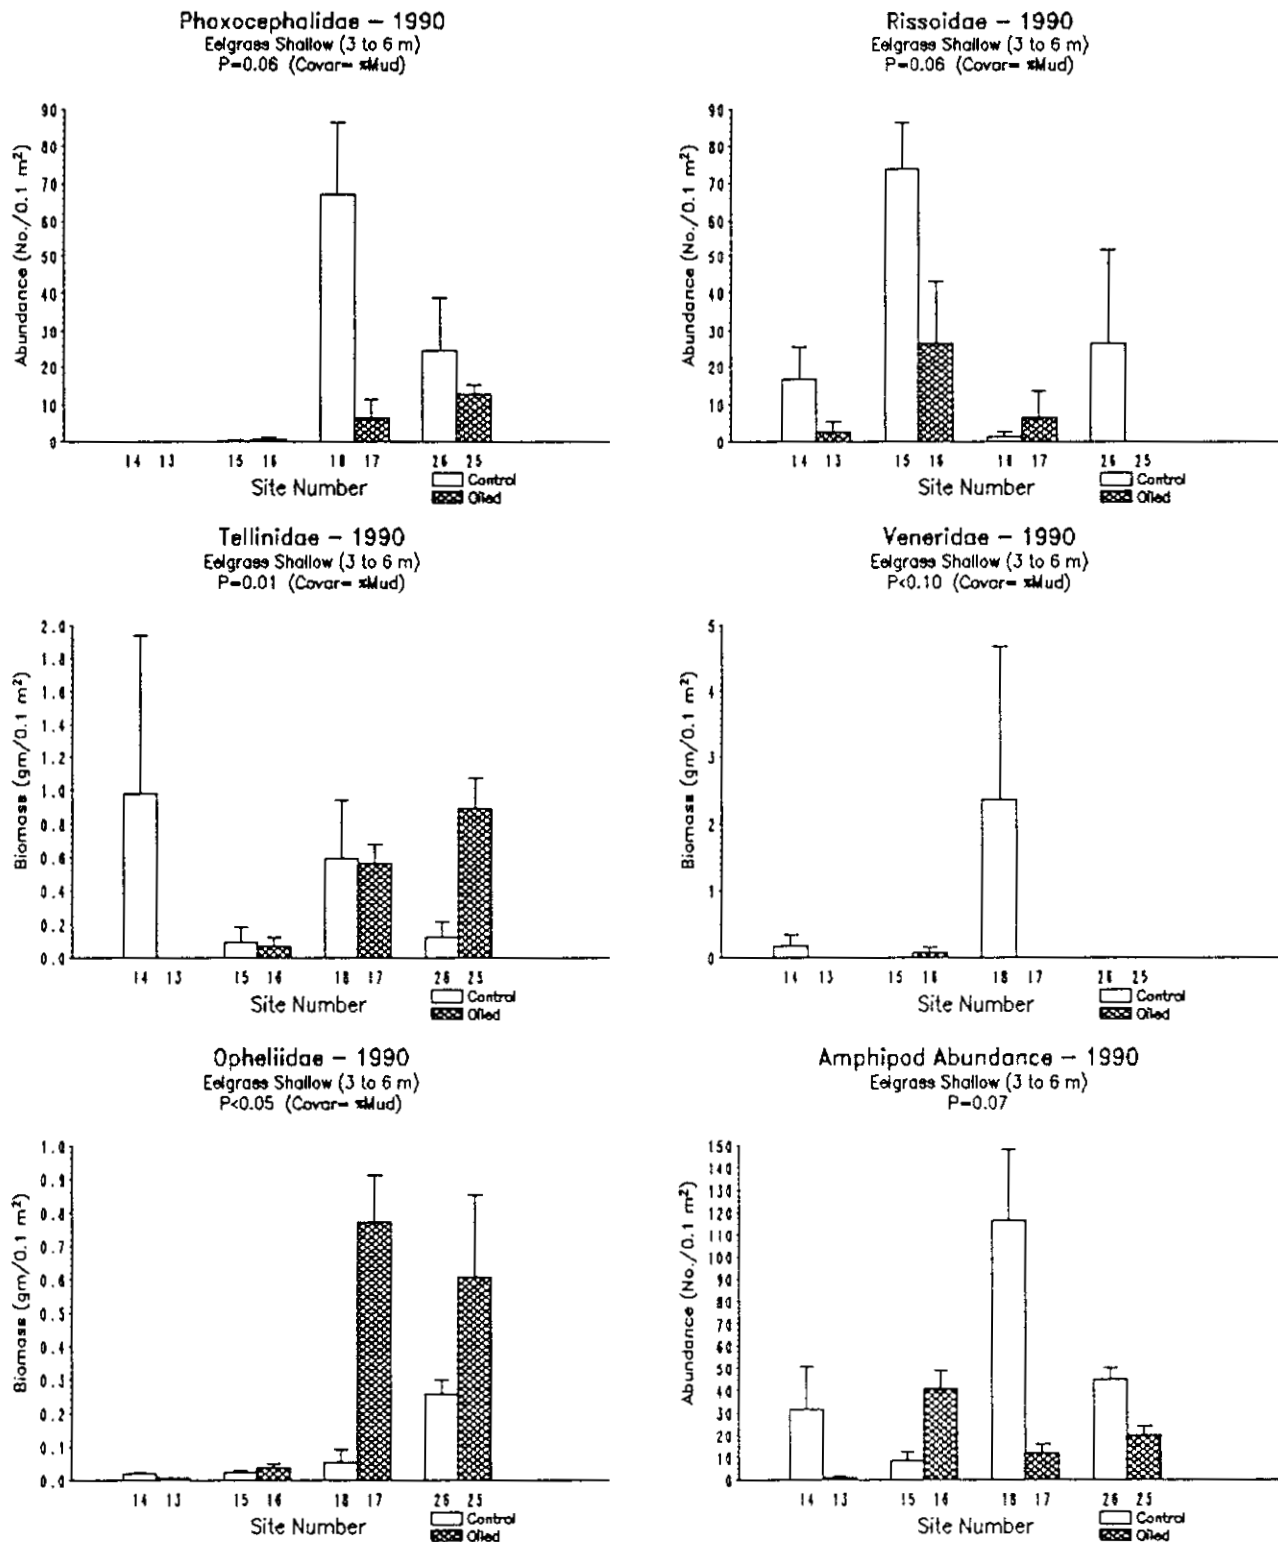 Phoxocephalidae – 1990
Eelgrass Shallow (3 to 6 m)
P=0.06 (Covar= %Mud)
90
80
70
60
50
40
30
20
10
0
Abundance (No./0.1 m²)
14 13 15 16 18 17 26 25
Site Number
Control
Oiled
Rissoidae – 1990
Eelgrass Shallow (3 to 6 m)
P=0.06 (Covar= %Mud)
90
80
70
60
50
40
30
20
10
0
Abundance (No./0.1 m²)
14 13 15 16 18 17 26 25
Site Number
Control
Oiled
Tellinidae – 1990
Eelgrass Shallow (3 to 6 m)
P=0.01 (Covar= %Mud)
2.0
1.8
1.6
1.4
1.2
1.0
0.8
0.6
0.4
0.2
0.0
Biomass (gm/0.1 m²)
14 13 15 16 18 17 26 25
Site Number
Control
Oiled
Veneridae – 1990
Eelgrass Shallow (3 to 6 m)
P<0.10 (Covar= %Mud)
5
4
3
2
1
0
Biomass (gm/0.1 m²)
14 13 15 16 18 17 26 25
Site Number
Control
Oiled
Opheliidae – 1990
Eelgrass Shallow (3 to 6 m)
P<0.05 (Covar= %Mud)
1.0
0.9
0.8
0.7
0.6
0.5
0.4
0.3
0.2
0.1
0.0
Biomass (gm/0.1 m²)
14 13 15 16 18 17 26 25
Site Number
Control
Oiled
Amphipod Abundance – 1990
Eelgrass Shallow (3 to 6 m)
P=0.07
150
140
130
120
110
100
90
80
70
60
50
40
30
20
10
0
Abundance (No./0.1 m²)
14 13 15 16 18 17 26 25
Site Number
Control
Oiled